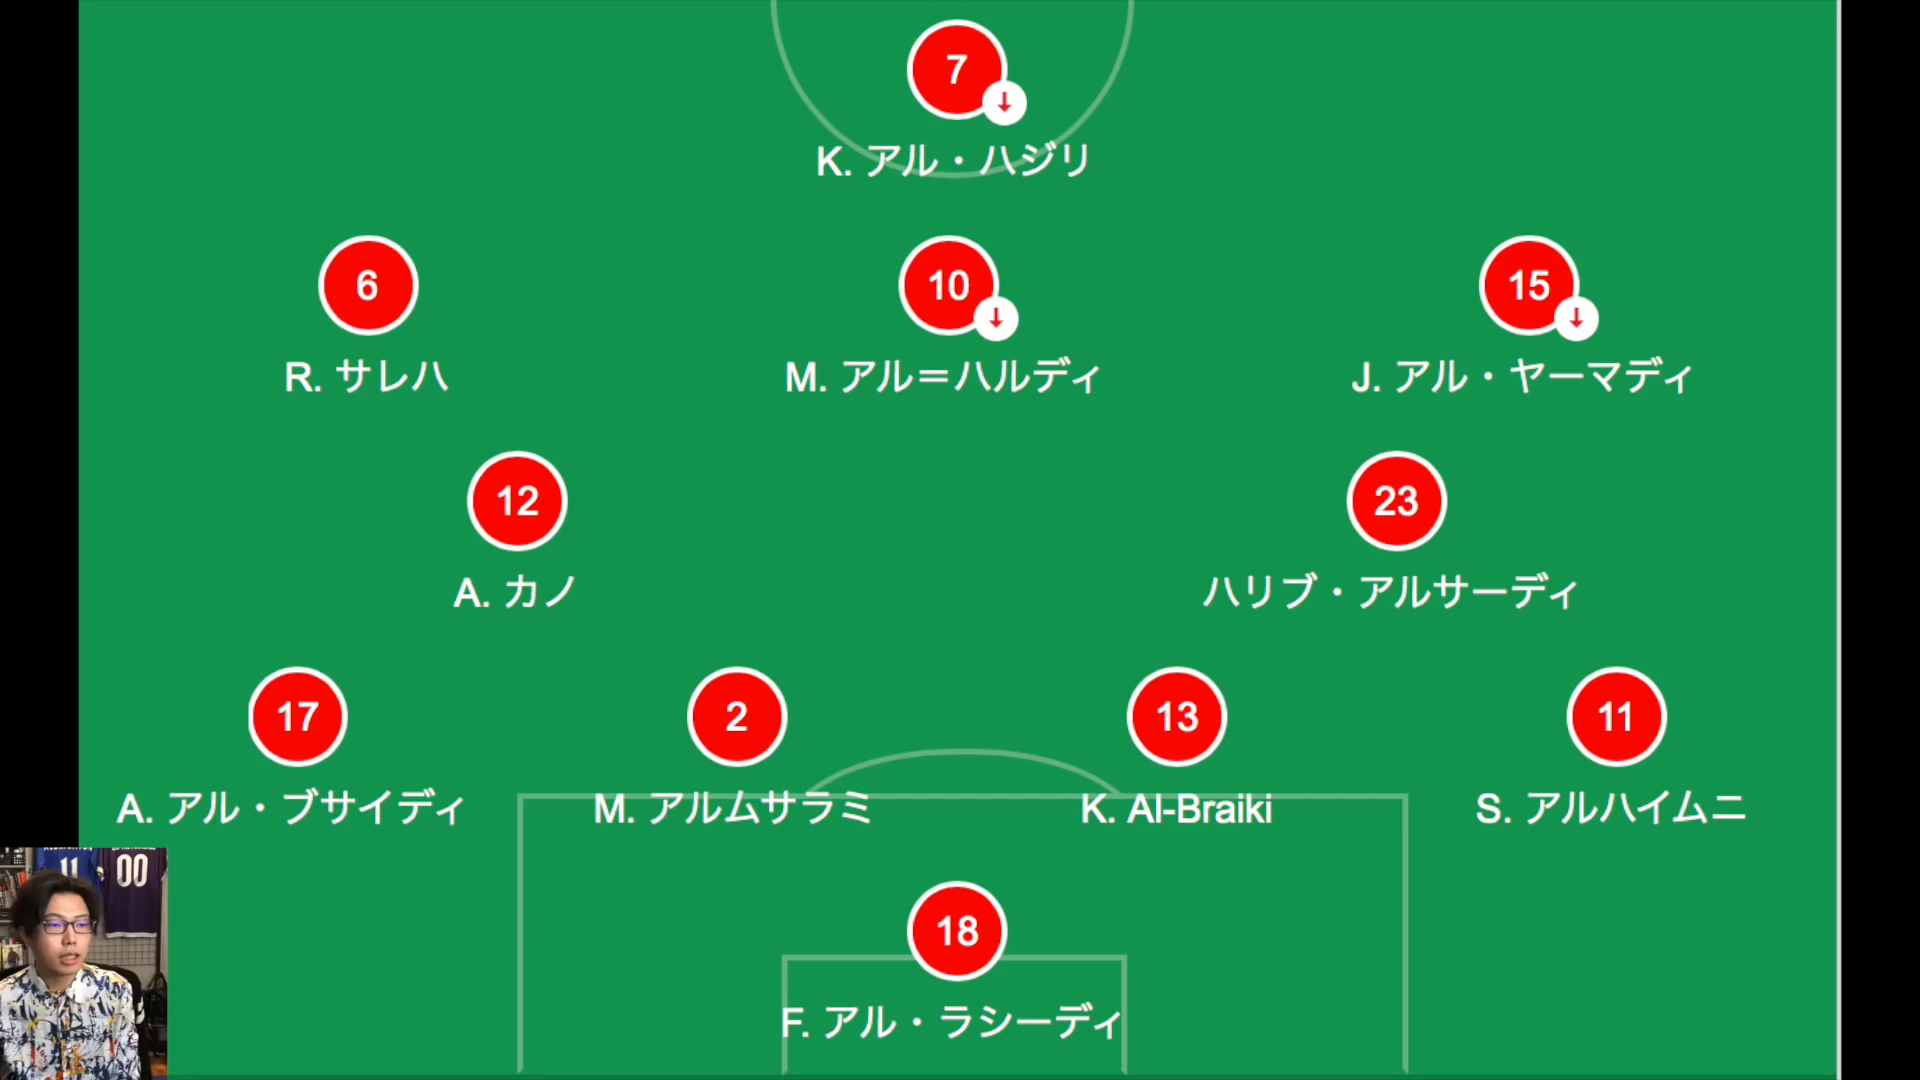 7
K. アル・ハジリ
6
10
15
R. サレハ
M. アル＝ハルディ
J. アル・ヤーマディ
12
23
A. カノ
ハリブ・アルサーディ
17
2
13
11
A. アル・ブサイディ
M. アルムサラミ
K. Al-Braiki
S. アルハイムニ
11
00
18
F. アル・ラシーディ